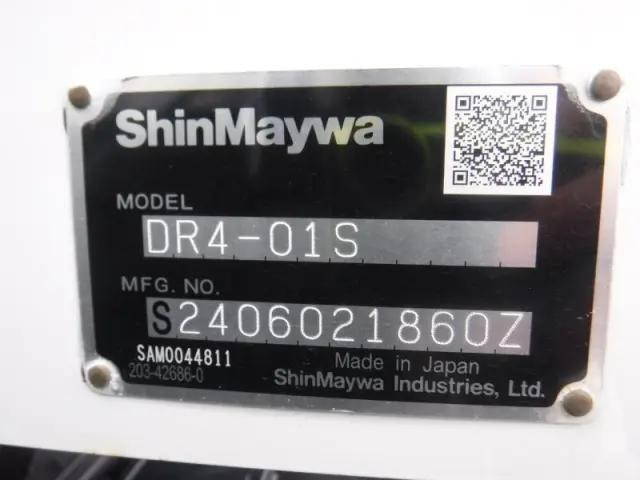 ShinMaywa
MODEL
DR4-01S
MFG. NO.
S2406021860Z
SAM0044811
203-42686-0
Made in Japan
ShinMaywa Industries, Ltd.